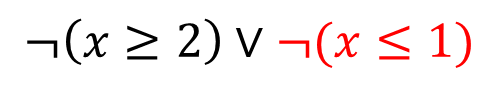 ¬(x ≥ 2) ∨ ¬(x ≤ 1)